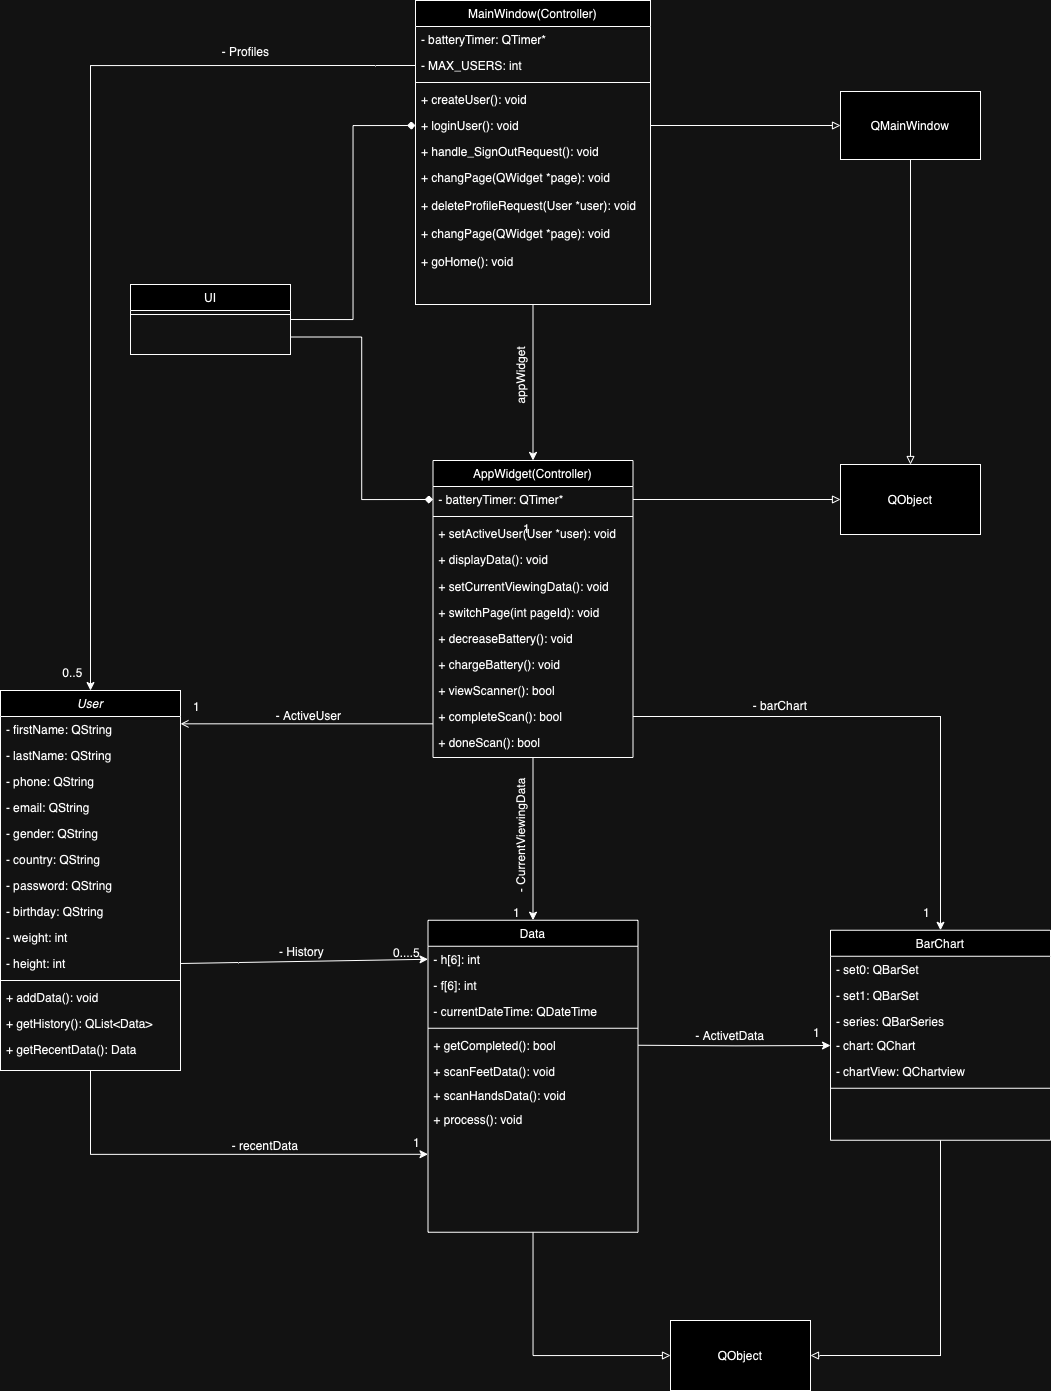 MainWindow(Controller)
- batteryTimer: QTimer*
- MAX_USERS: int
+ createUser(): void
+ loginUser(): void
+ handle_SignOutRequest(): void
+ changPage(QWidget *page): void
+ deleteProfileRequest(User *user): void
+ changPage(QWidget *page): void
+ goHome(): void
- Profiles
QMainWindow
UI
appWidget
AppWidget(Controller)
- batteryTimer: QTimer*
1
+ setActiveUser(User *user): void
+ displayData(): void
+ setCurrentViewingData(): void
+ switchPage(int pageId): void
+ decreaseBattery(): void
+ chargeBattery(): void
+ viewScanner(): bool
+ completeScan(): bool
+ doneScan(): bool
QObject
0..5
User
- firstName: QString
- lastName: QString
- phone: QString
- email: QString
- gender: QString
- country: QString
- password: QString
- birthday: QString
- weight: int
- height: int
+ addData(): void
+ getHistory(): QList<Data>
+ getRecentData(): Data
1
- ActiveUser
- barChart
- CurrentViewingData
1
1
- History
0....5
Data
- h[6]: int
- f[6]: int
- currentDateTime: QDateTime
+ getCompleted(): bool
+ scanFeetData(): void
+ scanHandsData(): void
+ process(): void
- ActivetData
1
BarChart
- set0: QBarSet
- set1: QBarSet
- series: QBarSeries
- chart: QChart
- chartView: QChartview
- recentData
1
QObject